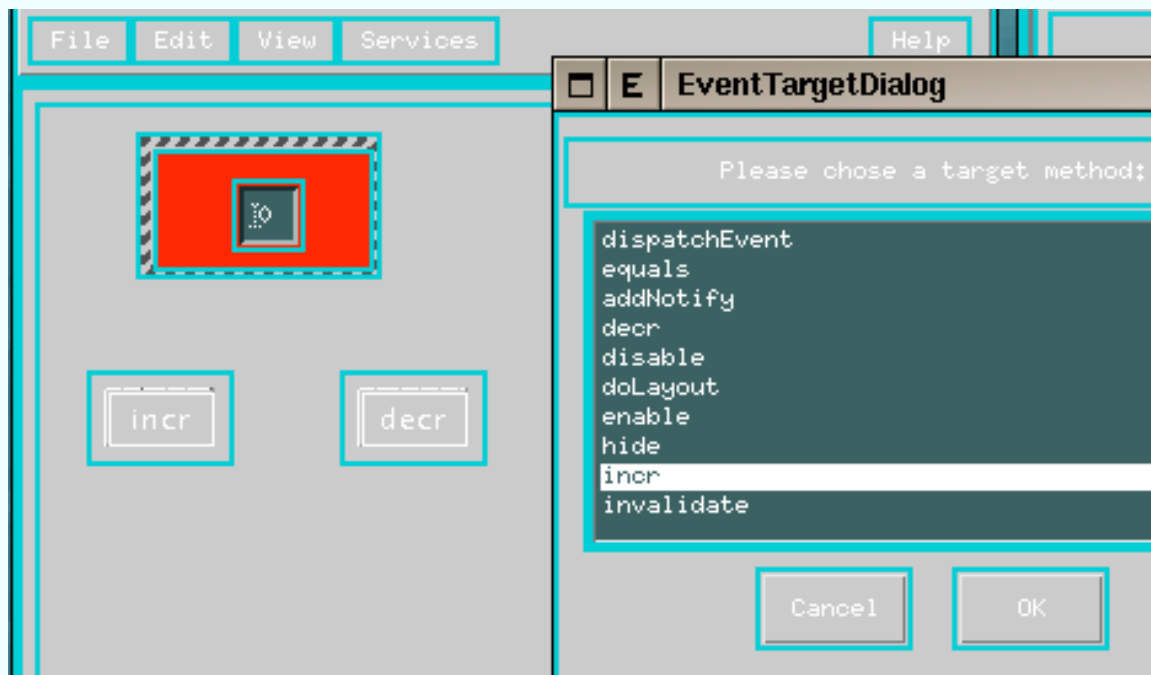 File Edit View Services Help
E EventTargetDialog
Please chose a target method:
0
dispatchEvent
equals
addNotify
decr
disable
doLayout
enable
hide
incr
invalidate
incr decr
Cancel OK